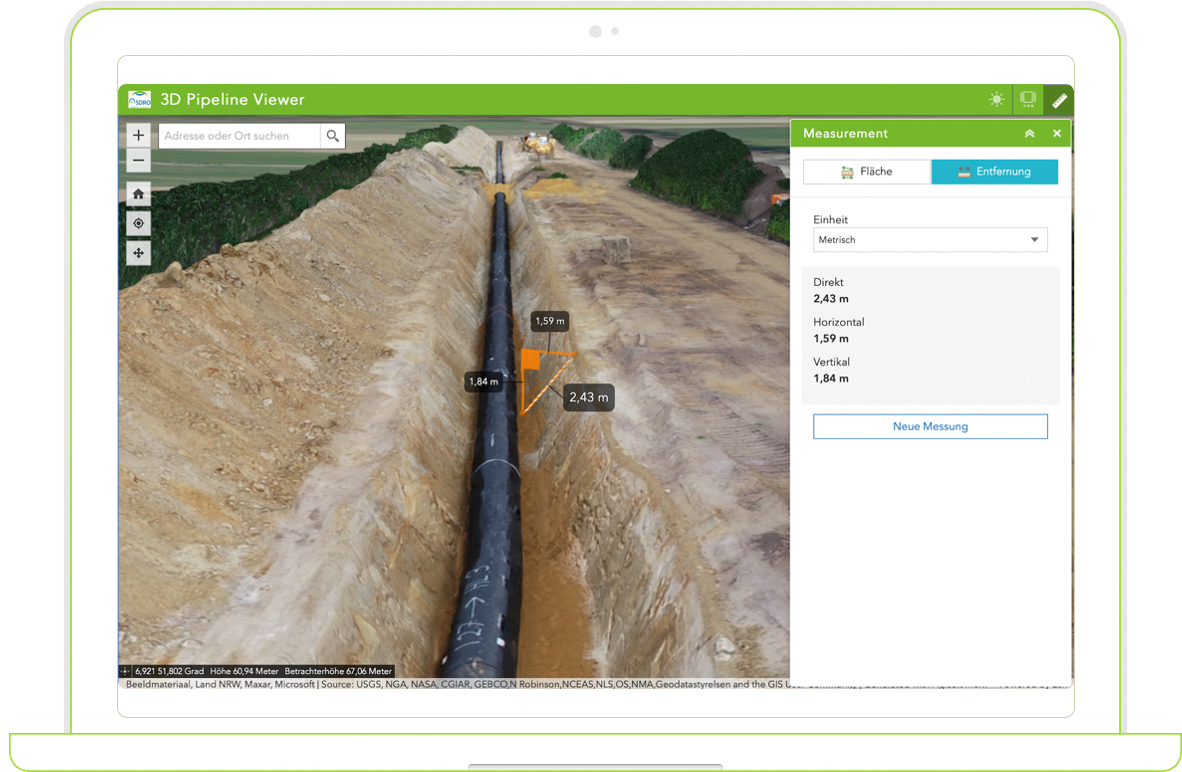 SDRO
3D Pipeline Viewer
Adresse oder Ort suchen
Measurement
Fläche
Entfernung
Einheit
Metrisch
Direkt
2,43 m
Horizontal
1,59 m
Vertikal
1,84 m
Neue Messung
1,59 m
1,84 m
2,43 m
6,921 51,802 Grad Höhe 60,94 Meter Betrachterhöhe 67,06 Meter
Beeldmateriaal, Land NRW, Maxar, Microsoft | Source: USGS, NGA, NASA, CGIAR, GEBCO,N Robinson,NCEAS,NLS,OS,NMA,Geodatastyrelsen and the GIS